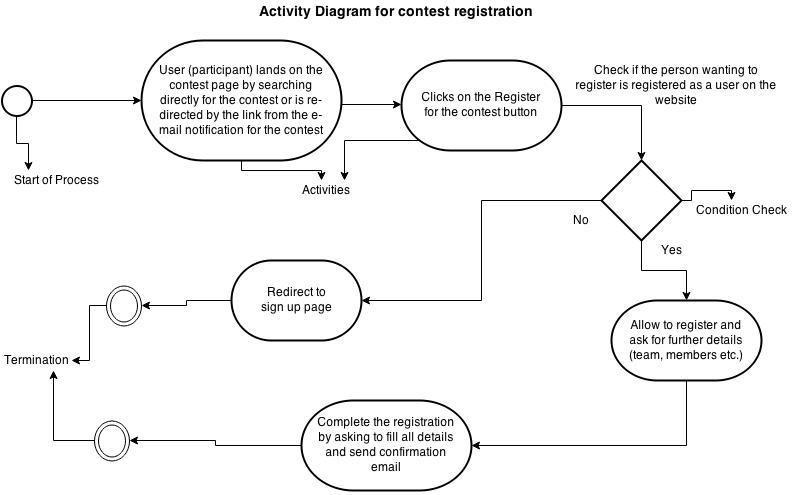 Activity Diagram for contest registration
User (participant) lands on the
contest page by searching
directly for the contest or is re-
directed by the link from the e-
mail notification for the contest
Clicks on the Register
for the contest button
Check if the person wanting to
register is registered as a user on the
website
Start of Process
Activities
Condition Check
No
Yes
Redirect to
sign up page
Allow to register and
ask for further details
(team, members etc.)
Termination
Complete the registration
by asking to fill all details
and send confirmation
email